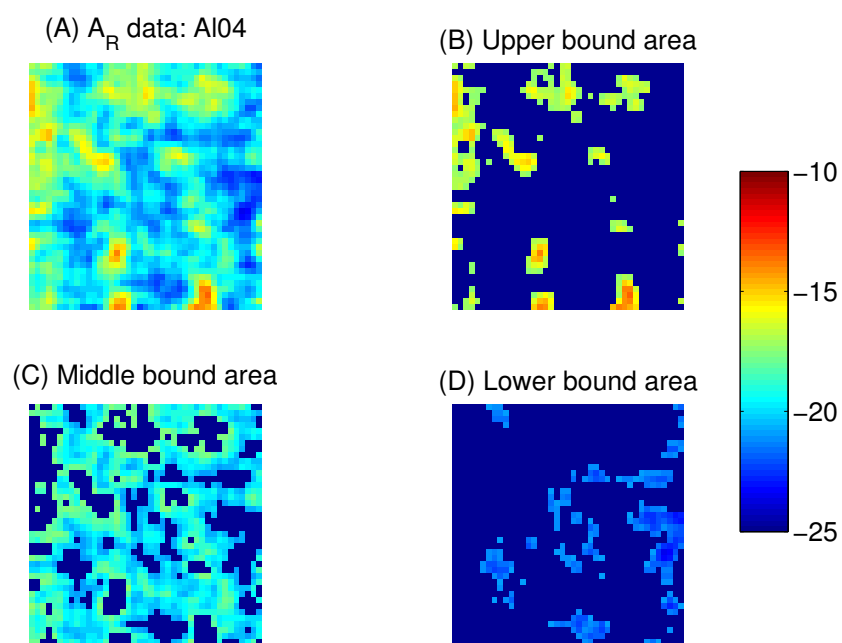 (A) A_R data: Al04
(B) Upper bound area
(C) Middle bound area
(D) Lower bound area
−10
−15
−20
−25